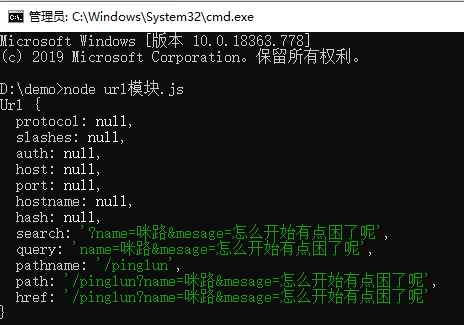 管理员: C:\Windows\System32\cmd.exe
Microsoft Windows [版本 10.0.18363.778]
(c) 2019 Microsoft Corporation。保留所有权利。
D:\demo>node url模块.js
Url {
  protocol: null,
  slashes: null,
  auth: null,
  host: null,
  port: null,
  hostname: null,
  hash: null,
  search: '?name=咪路&mesage=怎么开始有点困了呢',
  query: 'name=咪路&mesage=怎么开始有点困了呢',
  pathname: '/pinglun',
  path: '/pinglun?name=咪路&mesage=怎么开始有点困了呢',
  href: '/pinglun?name=咪路&mesage=怎么开始有点困了呢'
}